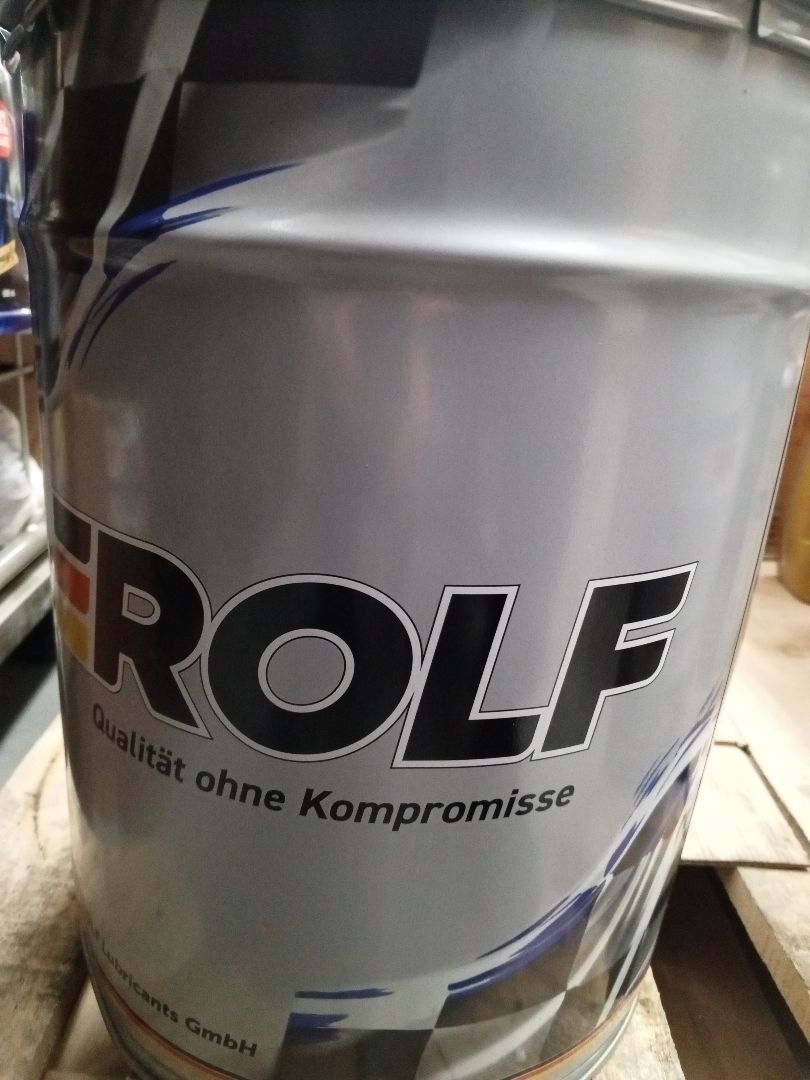 ROLF
Qualität ohne Kompromisse
Lubricants GmbH